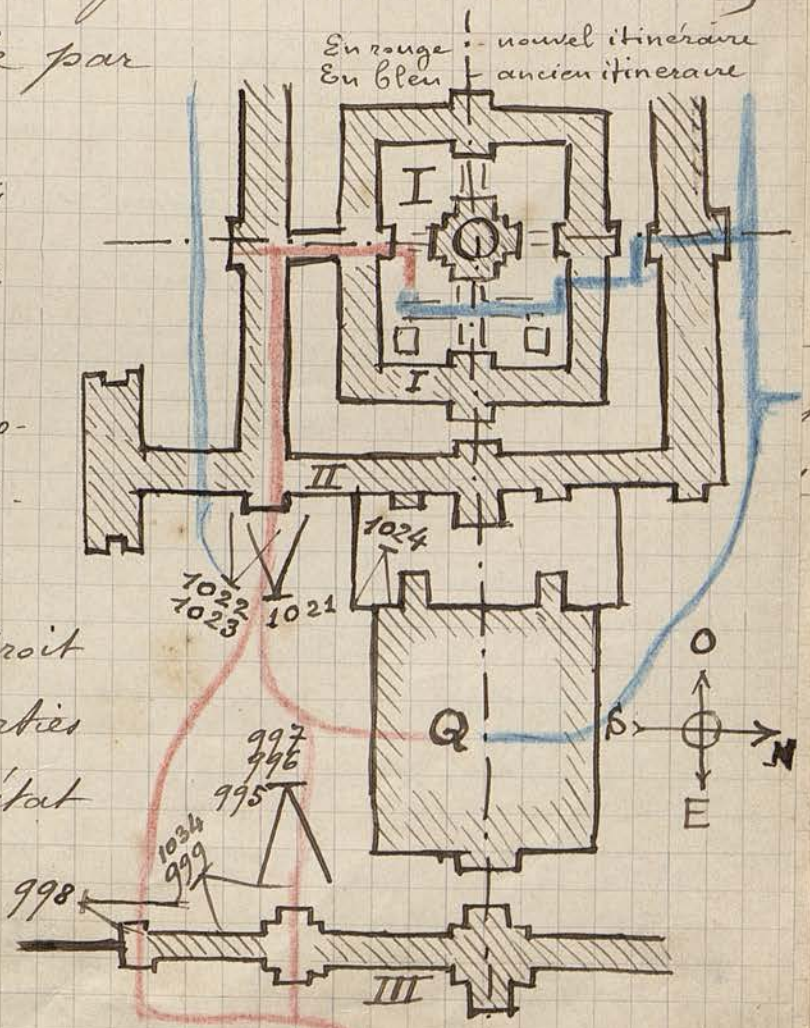 é par
En rouge : nouvel itinéraire
En bleu : ancien itineraire
I
I
II
1024
1022
1023
1021
roit
O
rties
997
996
Q
S
N
état
995
E
1034
999
998
III